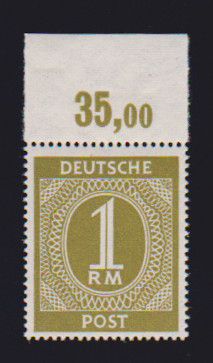 35,00
DEUTSCHE
1
RM
POST